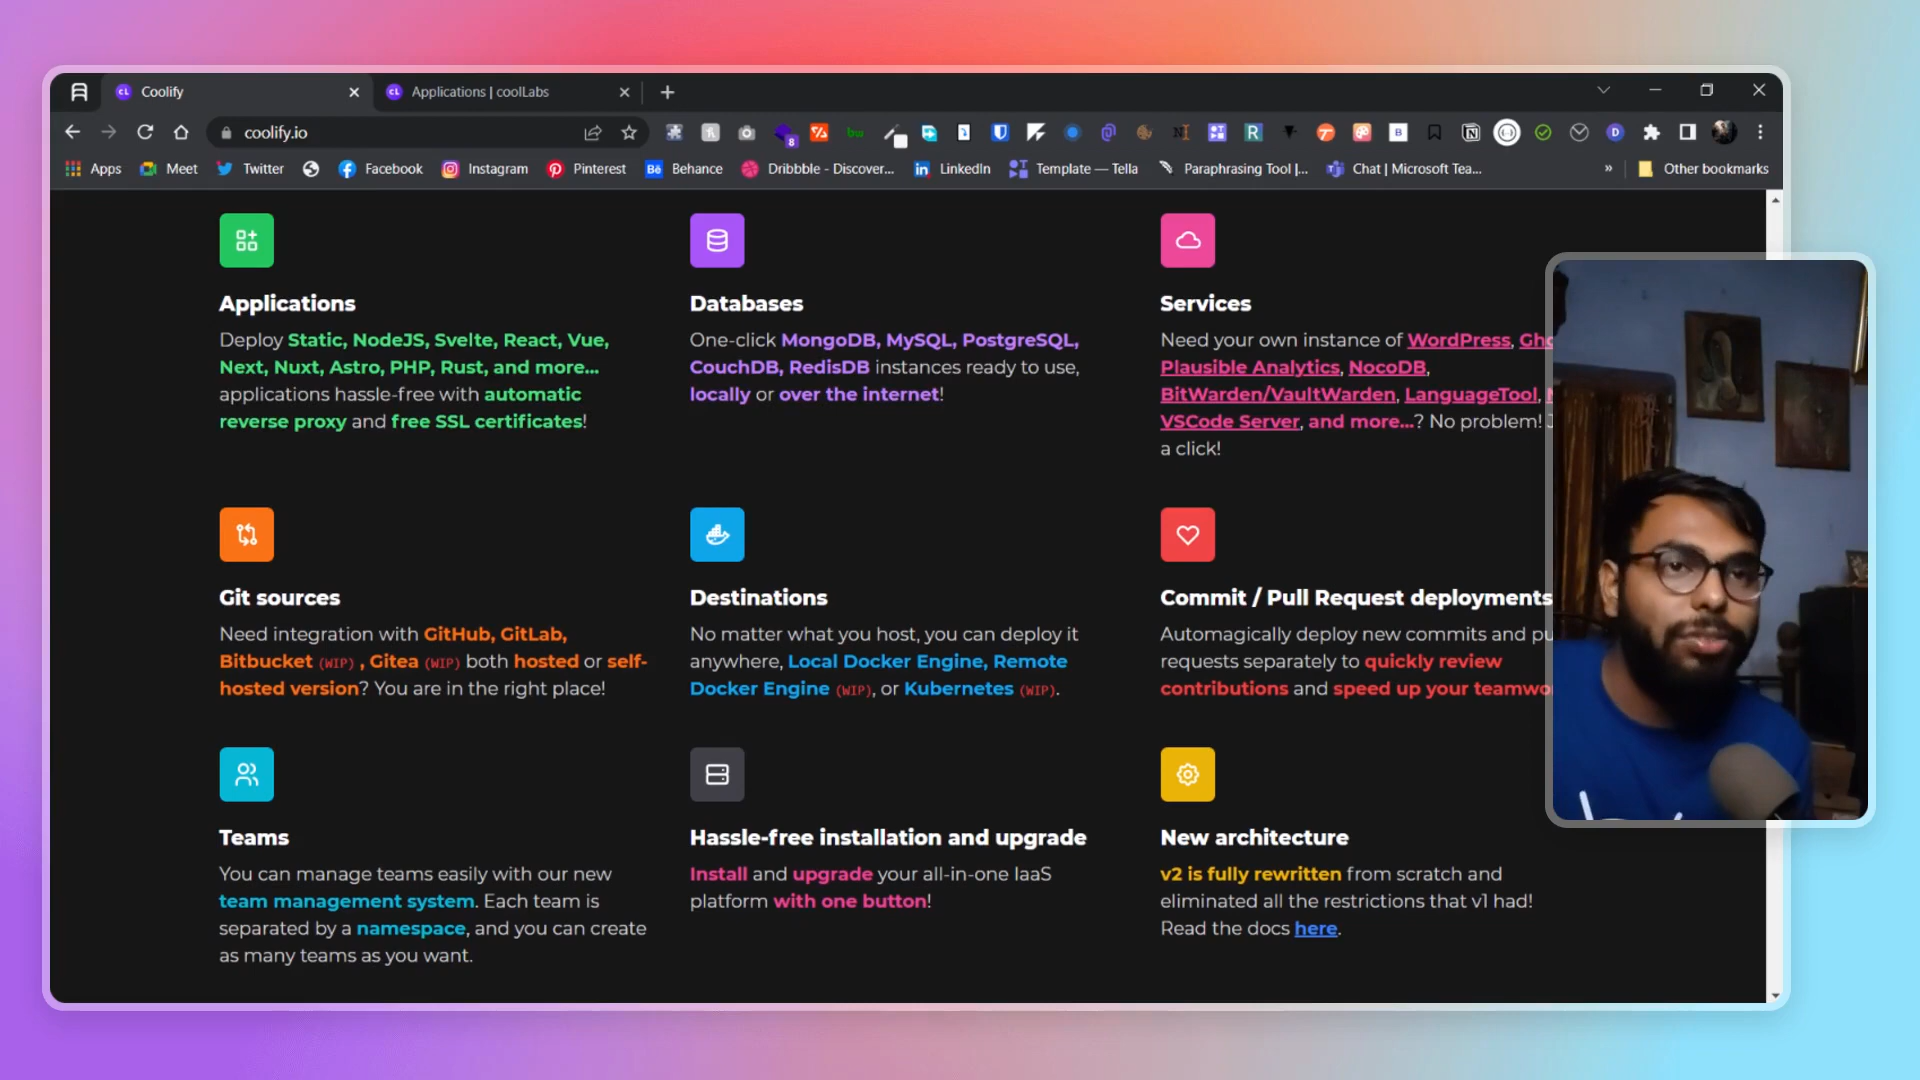 Coolify
Applications | coolLabs
coolify.io
8
Apps
Meet
Twitter
Facebook
Instagram
Pinterest
Behance
Dribbble - Discover...
LinkedIn
Template — Tella
Paraphrasing Tool |...
Chat | Microsoft Tea...
»
Other bookmarks
Applications
Deploy Static, NodeJS, Svelte, React, Vue,
Next, Nuxt, Astro, PHP, Rust, and more...
applications hassle-free with automatic
reverse proxy and free SSL certificates!
Databases
One-click MongoDB, MySQL, PostgreSQL,
CouchDB, RedisDB instances ready to use,
locally or over the internet!
Services
Need your own instance of WordPress,
Plausible Analytics, NocoDB,
BitWarden/VaultWarden, LanguageTool,
VSCode Server, and more...? No problem!
a click!
Git sources
Need integration with GitHub, GitLab,
Bitbucket (WIP) , Gitea (WIP) both hosted or self-
hosted version? You are in the right place!
Destinations
No matter what you host, you can deploy it
anywhere, Local Docker Engine, Remote
Docker Engine (WIP), or Kubernetes (WIP).
Commit / Pull Request deployments
Automagically deploy new commits and
requests separately to quickly review
contributions and speed up your
Teams
You can manage teams easily with our new
team management system. Each team is
separated by a namespace, and you can create
as many teams as you want.
Hassle-free installation and upgrade
Install and upgrade your all-in-one IaaS
platform with one button!
New architecture
v2 is fully rewritten from scratch and
eliminated all the restrictions that v1 had!
Read the docs here.